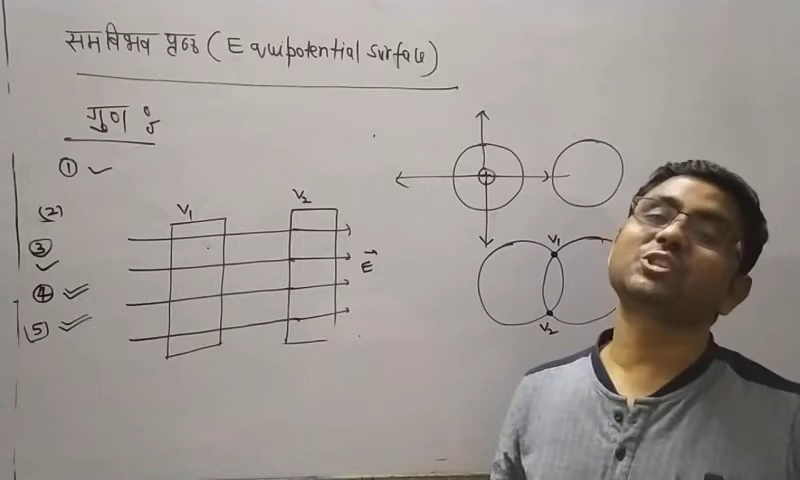 समविभव पृष्ठ (Equipotential surface)
गुण :
① ✓
(2)
③ ✓
④ ✓
(5) ✓
V₁
V₂
E
+
V₁
V₂